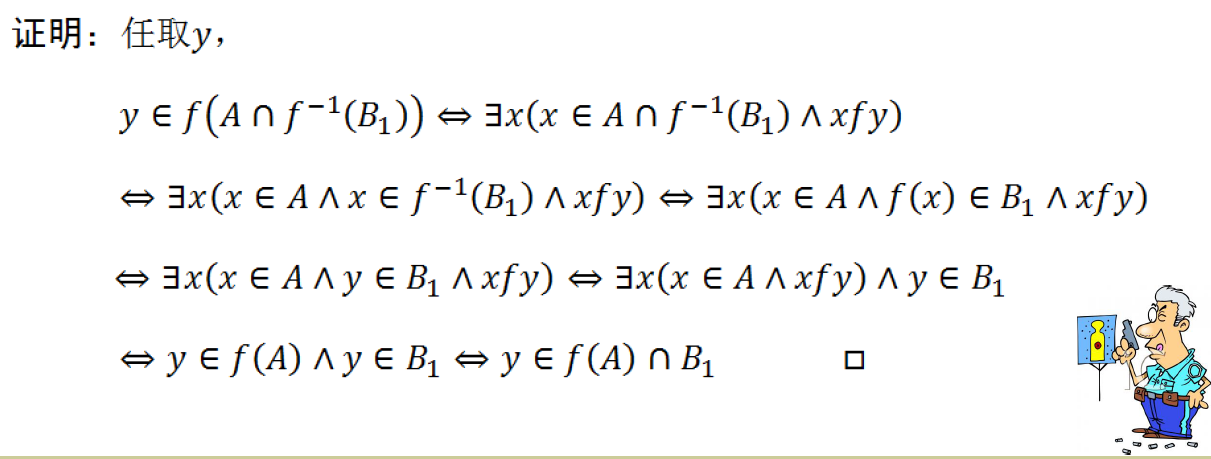 证明：任取y，
y ∈ f(A ∩ f⁻¹(B₁)) ⇔ ∃x(x ∈ A ∩ f⁻¹(B₁) ∧ xfy)
⇔ ∃x(x ∈ A ∧ x ∈ f⁻¹(B₁) ∧ xfy) ⇔ ∃x(x ∈ A ∧ f(x) ∈ B₁ ∧ xfy)
⇔ ∃x(x ∈ A ∧ y ∈ B₁ ∧ xfy) ⇔ ∃x(x ∈ A ∧ xfy) ∧ y ∈ B₁
⇔ y ∈ f(A) ∧ y ∈ B₁ ⇔ y ∈ f(A) ∩ B₁ □